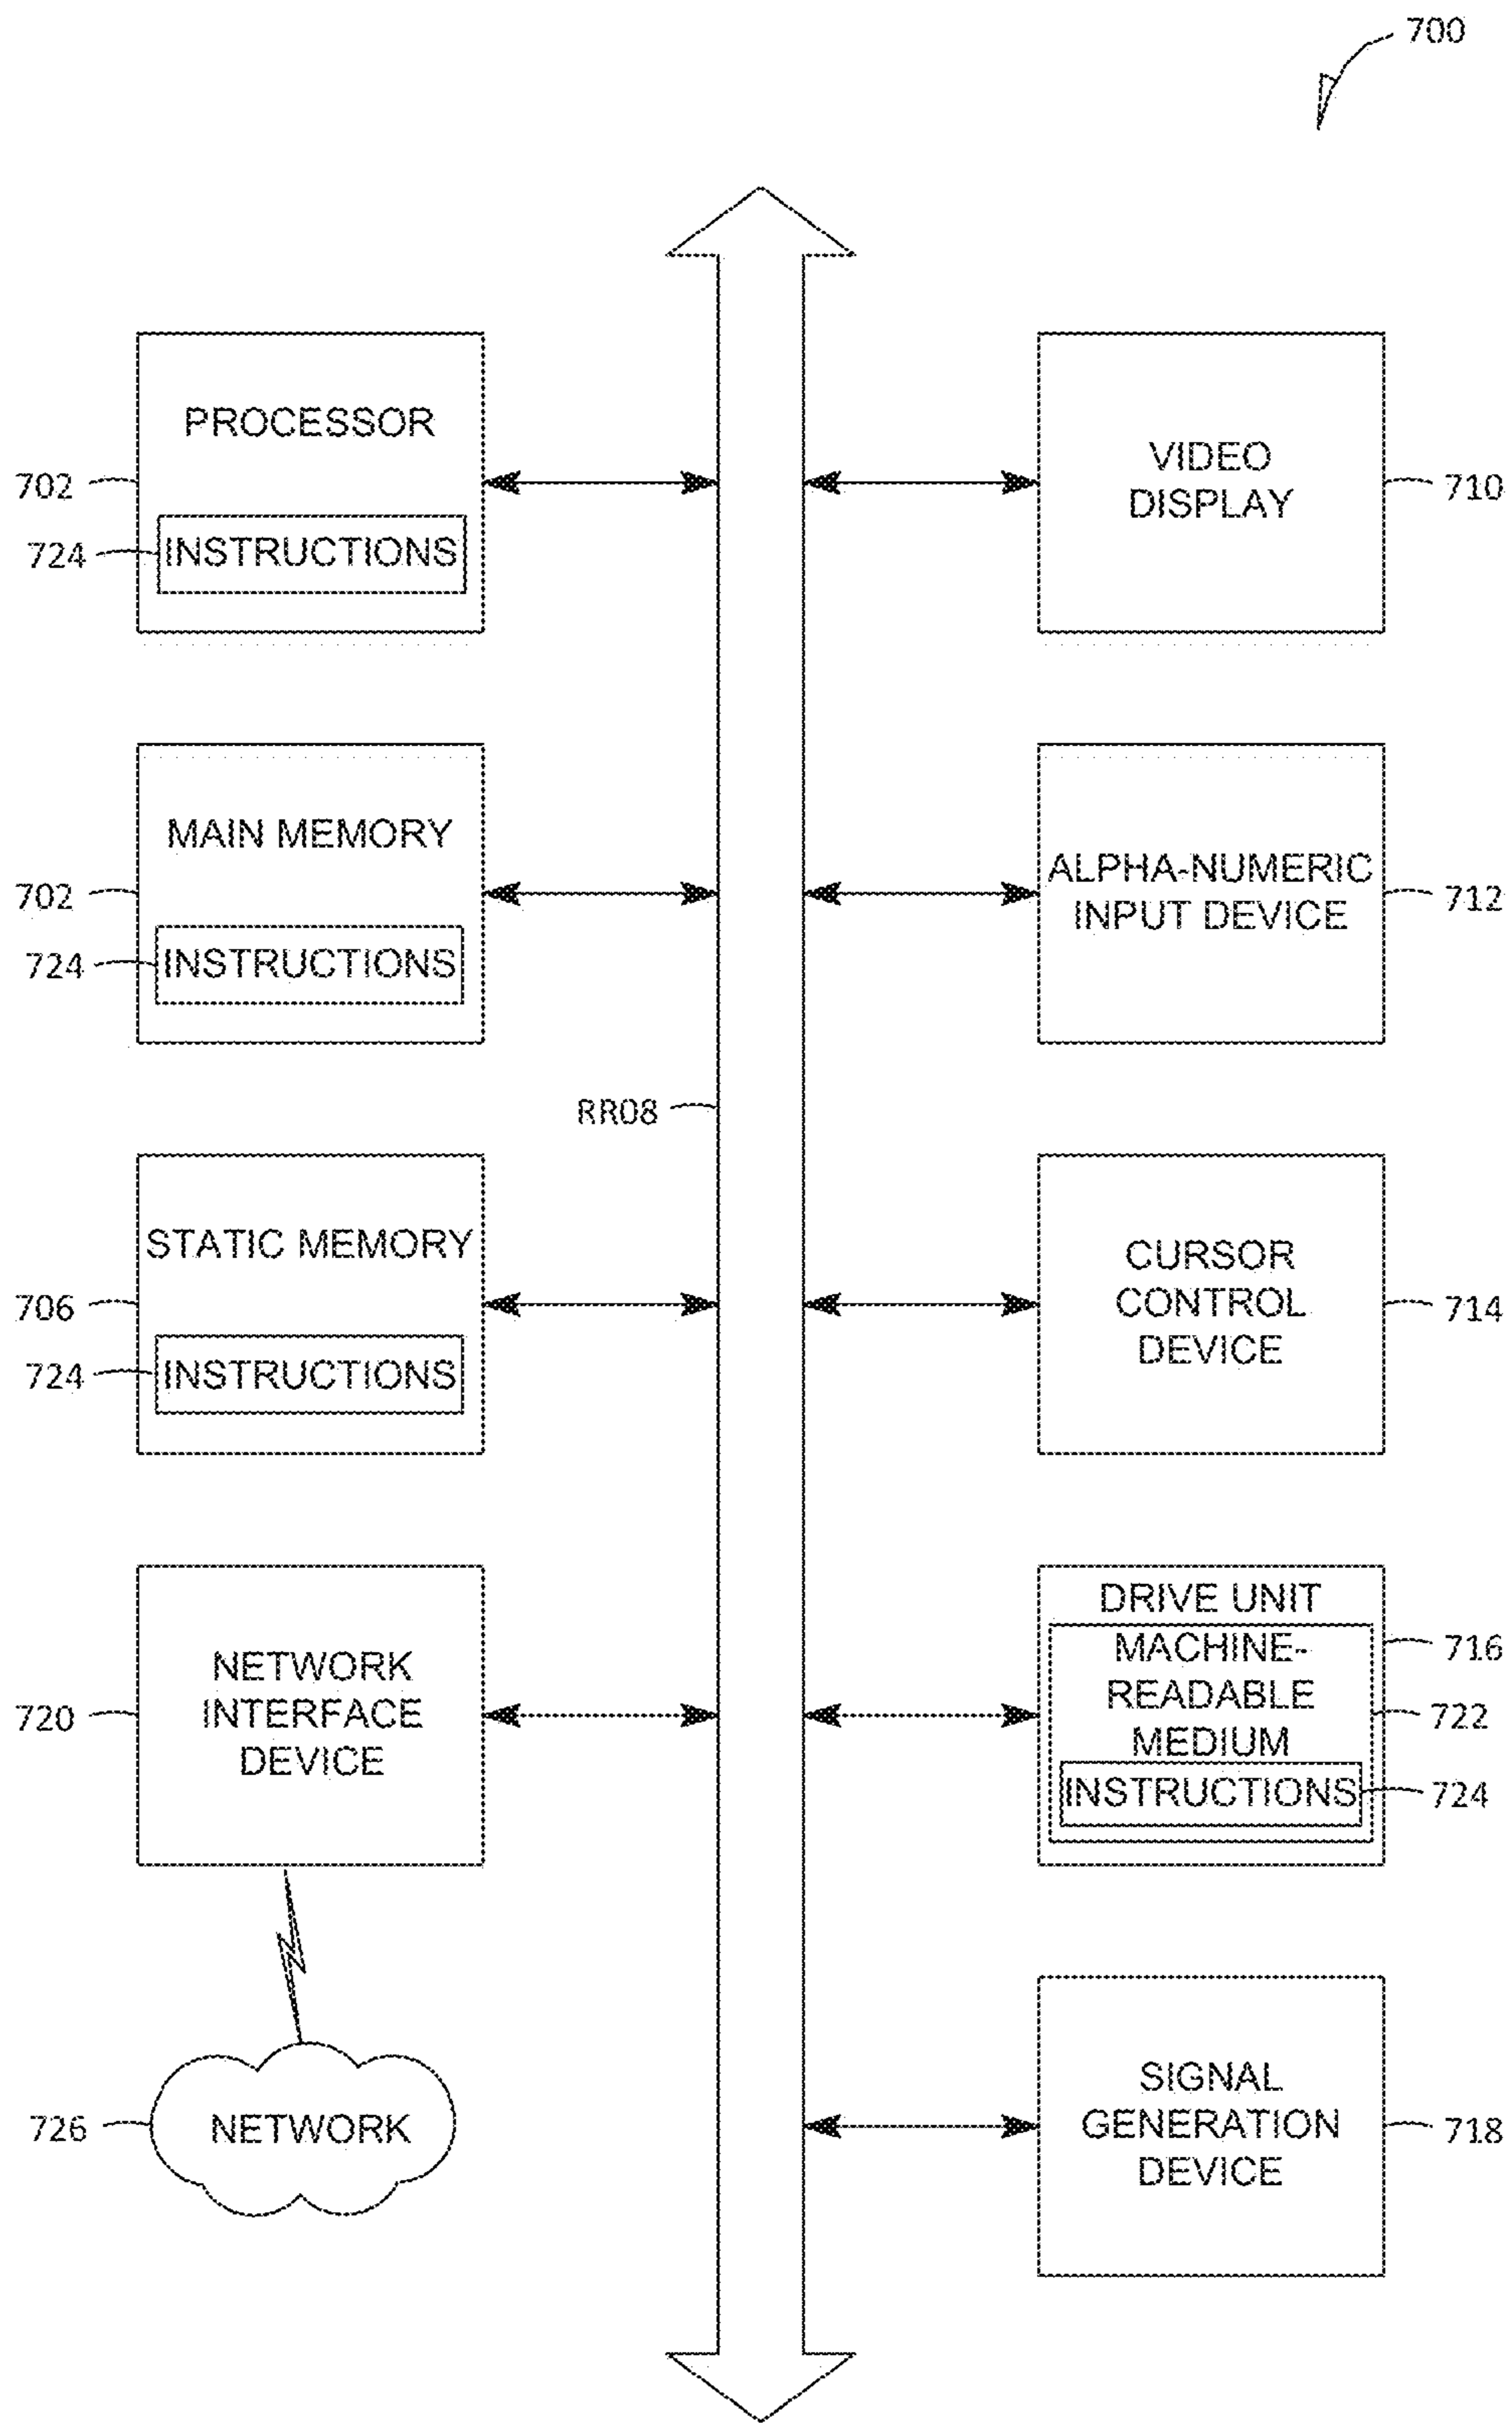 700
PROCESSOR
702
724
INSTRUCTIONS
VIDEO
DISPLAY
710
MAIN MEMORY
702
724
INSTRUCTIONS
ALPHA-NUMERIC
INPUT DEVICE
712
RR08
STATIC MEMORY
706
724
INSTRUCTIONS
CURSOR
CONTROL
DEVICE
714
NETWORK
INTERFACE
DEVICE
720
DRIVE UNIT
716
MACHINE-
READABLE
MEDIUM
722
INSTRUCTIONS
724
726
NETWORK
SIGNAL
GENERATION
DEVICE
718